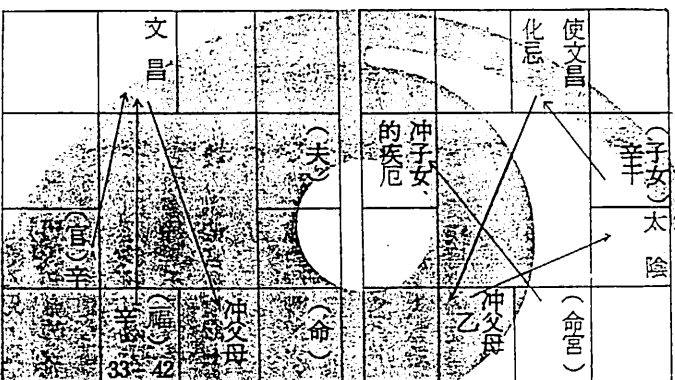 文昌
(夫)
(官)辛
(福)辛
33－42
冲父母
(命)
使文昌
化忌
(子女)
太陰
冲子女、
的疾厄
冲父母
乙
(命宮)